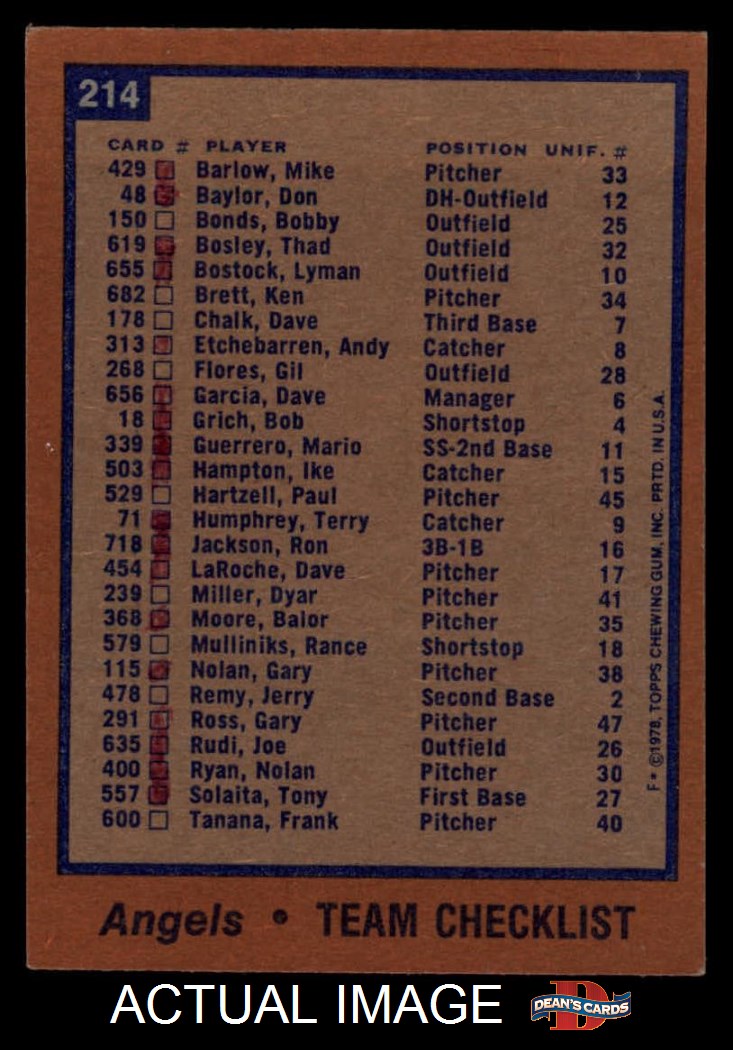 214
CARD # PLAYER POSITION UNIF. #
429 Barlow, Mike Pitcher 33
48 Baylor, Don DH-Outfield 12
150 Bonds, Bobby Outfield 25
619 Bosley, Thad Outfield 32
655 Bostock, Lyman Outfield 10
682 Brett, Ken Pitcher 34
178 Chalk, Dave Third Base 7
313 Etchebarren, Andy Catcher 8
268 Flores, Gil Outfield 28
656 Garcia, Dave Manager 6
18 Grich, Bob Shortstop 4
339 Guerrero, Mario SS-2nd Base 11
503 Hampton, Ike Catcher 15
529 Hartzell, Paul Pitcher 45
71 Humphrey, Terry Catcher 9
718 Jackson, Ron 3B-1B 16
454 LaRoche, Dave Pitcher 17
239 Miller, Dyar Pitcher 41
368 Moore, Balor Pitcher 35
579 Mulliniks, Rance Shortstop 18
115 Nolan, Gary Pitcher 38
478 Remy, Jerry Second Base 2
291 Ross, Gary Pitcher 47
635 Rudi, Joe Outfield 26
400 Ryan, Nolan Pitcher 30
557 Solaita, Tony First Base 27
600 Tanana, Frank Pitcher 40
F* ©1978, TOPPS CHEWING GUM, INC. PRTD. IN U.S.A.
Angels • TEAM CHECKLIST
ACTUAL IMAGE
D
DEAN'S CARDS